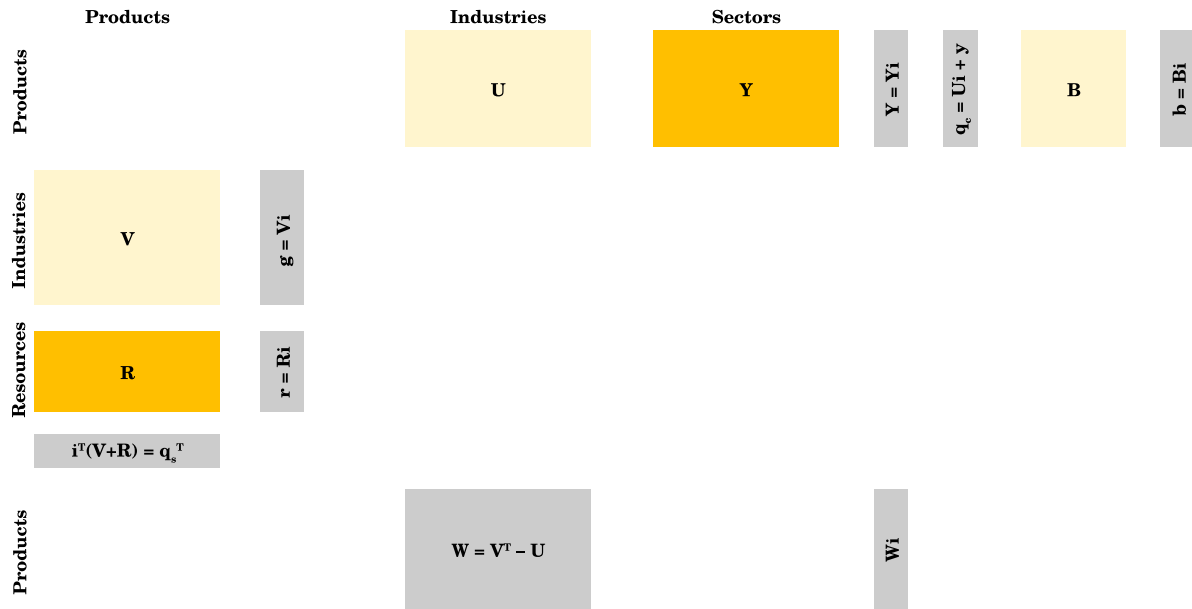 Products
Industries
Sectors
Products
U
Y
Y = Yi
q_c = Ui + y
B
b = Bi
Industries
V
g = Vi
Resources
R
r = Ri
i^T(V+R) = q_s^T
Products
W = V^T – U
Wi